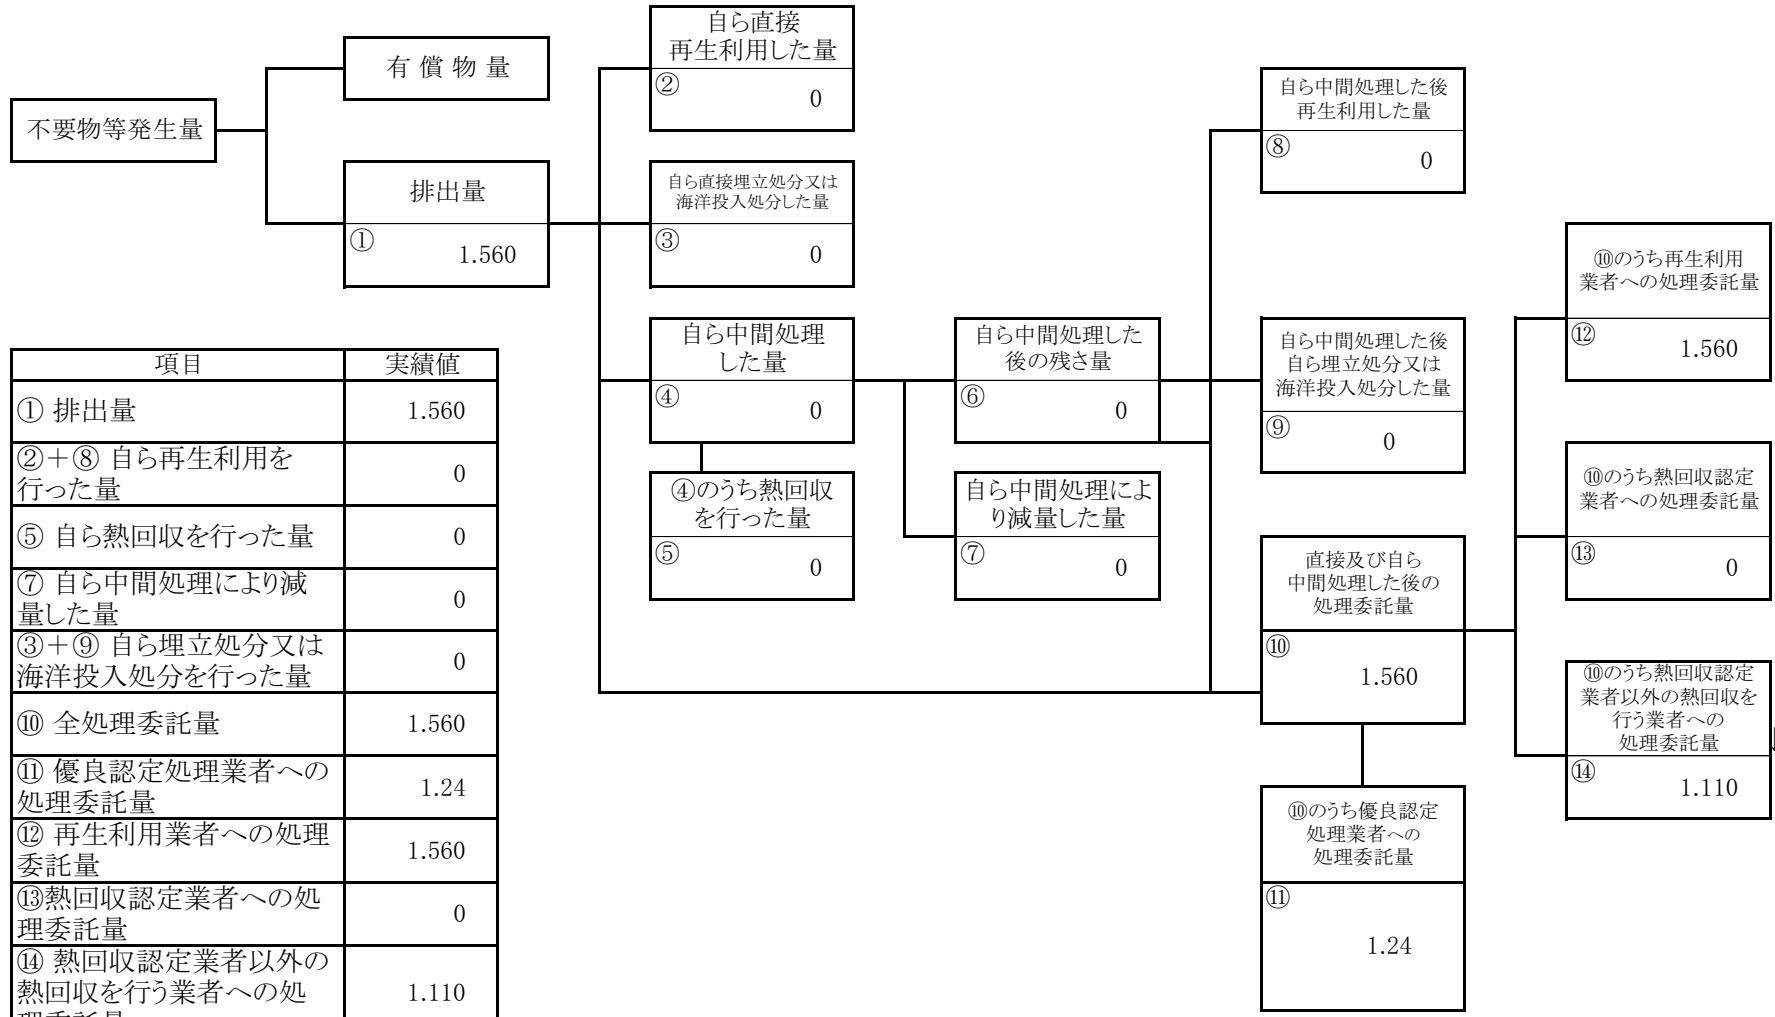 不要物等発生量
有 償 物 量
排出量
①
1.560
自ら直接
再生利用した量
②
0
自ら直接埋立処分又は
海洋投入処分した量
③
0
自ら中間処理
した量
④
0
④のうち熱回収
を行った量
⑤
0
自ら中間処理した
後の残さ量
⑥
0
自ら中間処理によ
り減量した量
⑦
0
自ら中間処理した後
再生利用した量
⑧
0
自ら中間処理した後
自ら埋立処分又は
海洋投入処分した量
⑨
0
直接及び自ら
中間処理した後の
処理委託量
⑩
1.560
⑩のうち優良認定
処理業者への
処理委託量
⑪
1.24
⑩のうち再生利用
業者への処理委託量
⑫
1.560
⑩のうち熱回収認定
業者への処理委託量
⑬
0
⑩のうち熱回収認定
業者以外の熱回収を
行う業者への
処理委託量
⑭
1.110
項目 実績値
① 排出量 1.560
②＋⑧ 自ら再生利用を
行った量 0
⑤ 自ら熱回収を行った量 0
⑦ 自ら中間処理により減
量した量 0
③＋⑨ 自ら埋立処分又は
海洋投入処分を行った量 0
⑩ 全処理委託量 1.560
⑪ 優良認定処理業者への
処理委託量 1.24
⑫ 再生利用業者への処理
委託量 1.560
⑬熱回収認定業者への処
理委託量 0
⑭ 熱回収認定業者以外の
熱回収を行う業者への処 1.110